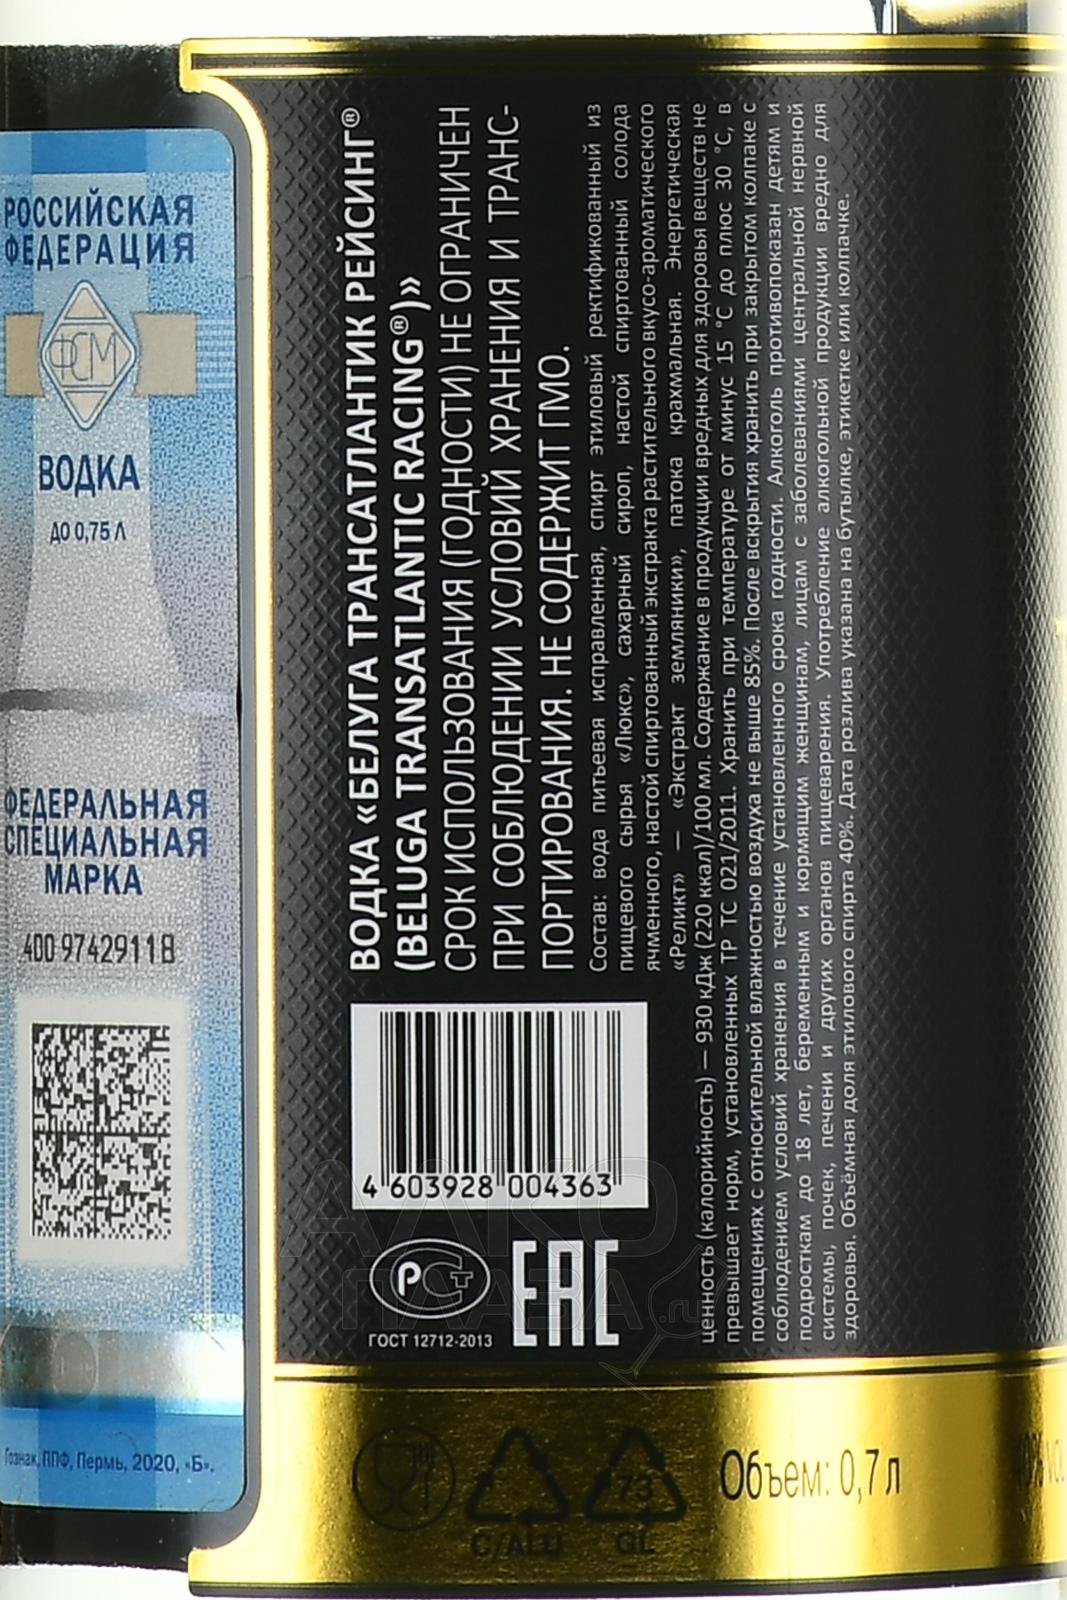 РОССИЙСКАЯ
ФЕДЕРАЦИЯ
ФСМ
ВОДКА
ДО 0,75 Л
ФЕДЕРАЛЬНАЯ
СПЕЦИАЛЬНАЯ
МАРКА
400 97429118
Гознак, ППФ, Пермь, 2020, «Б».
ВОДКА «БЕЛУГА ТРАНСАТЛАНТИК РЕЙСИНГ®
(BELUGA TRANSATLANTIC RACING®)»
СРОК ИСПОЛЬЗОВАНИЯ (ГОДНОСТИ) НЕ ОГРАНИЧЕН
ПРИ СОБЛЮДЕНИИ УСЛОВИЙ ХРАНЕНИЯ И ТРАНС-
ПОРТИРОВАНИЯ. НЕ СОДЕРЖИТ ГМО.
Состав: вода питьевая исправленная, спирт этиловый ректификованный из
пищевого сырья «Люкс», сахарный сироп, настой спиртованный солода
ячменного, настой спиртованный экстракта растительного вкусо-ароматического
«Реликт» — «Экстракт земляники», патока крахмальная. Энергетическая
ценность (калорийность) — 930 кДж (220 ккал)/100 мл. Содержание в продукции вредных для здоровья веществ не
превышает норм, установленных ТР ТС 021/2011. Хранить при температуре от минус 15 °С до плюс 30 °С, в
помещениях с относительной влажностью воздуха не выше 85%. После вскрытия хранить при закрытом колпаке с
соблюдением условий хранения в течение установленного срока годности. Алкоголь противопоказан детям и
подросткам до 18 лет, беременным и кормящим женщинам, лицам с заболеваниями центральной нервной
системы, почек, печени и других органов пищеварения. Употребление алкогольной продукции вредно для
здоровья. Объёмная доля этилового спирта 40%. Дата розлива указана на бутылке, этикетке или колпачке.
4 603928 004363
РСТ
ГОСТ 12712-2013
EAC
АЛКО
ПЛАЗА.ru
C/ALU
73
GL
Объем: 0,7 л